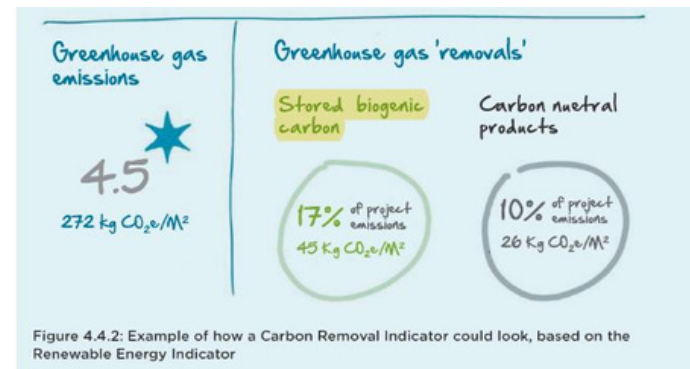 Greenhouse gas
emissions
4.5
272 kg CO₂e/M²
Greenhouse gas 'removals'
Stored biogenic
carbon
17% of project
emissions
45 Kg CO₂e/M²
Carbon nuetral
products
10% of project
emissions
26 Kg CO₂e/M²
Figure 4.4.2: Example of how a Carbon Removal Indicator could look, based on the
Renewable Energy Indicator